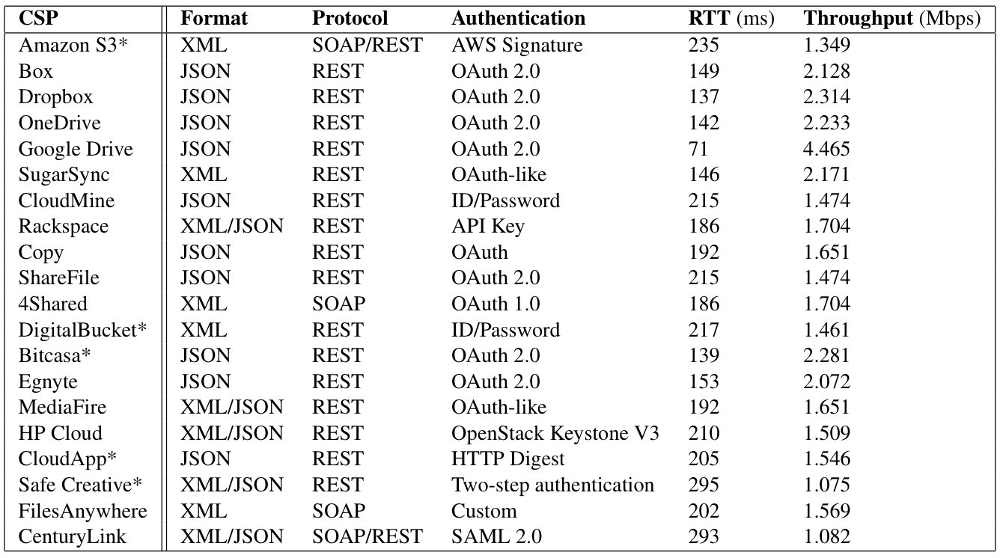 CSP Format Protocol Authentication RTT (ms) Throughput (Mbps)
Amazon S3* XML SOAP/REST AWS Signature 235 1.349
Box JSON REST OAuth 2.0 149 2.128
Dropbox JSON REST OAuth 2.0 137 2.314
OneDrive JSON REST OAuth 2.0 142 2.233
Google Drive JSON REST OAuth 2.0 71 4.465
SugarSync XML REST OAuth-like 146 2.171
CloudMine JSON REST ID/Password 215 1.474
Rackspace XML/JSON REST API Key 186 1.704
Copy JSON REST OAuth 192 1.651
ShareFile JSON REST OAuth 2.0 215 1.474
4Shared XML SOAP OAuth 1.0 186 1.704
DigitalBucket* XML REST ID/Password 217 1.461
Bitcasa* JSON REST OAuth 2.0 139 2.281
Egnyte JSON REST OAuth 2.0 153 2.072
MediaFire XML/JSON REST OAuth-like 192 1.651
HP Cloud XML/JSON REST OpenStack Keystone V3 210 1.509
CloudApp* JSON REST HTTP Digest 205 1.546
Safe Creative* XML/JSON REST Two-step authentication 295 1.075
FilesAnywhere XML SOAP Custom 202 1.569
CenturyLink XML/JSON SOAP/REST SAML 2.0 293 1.082